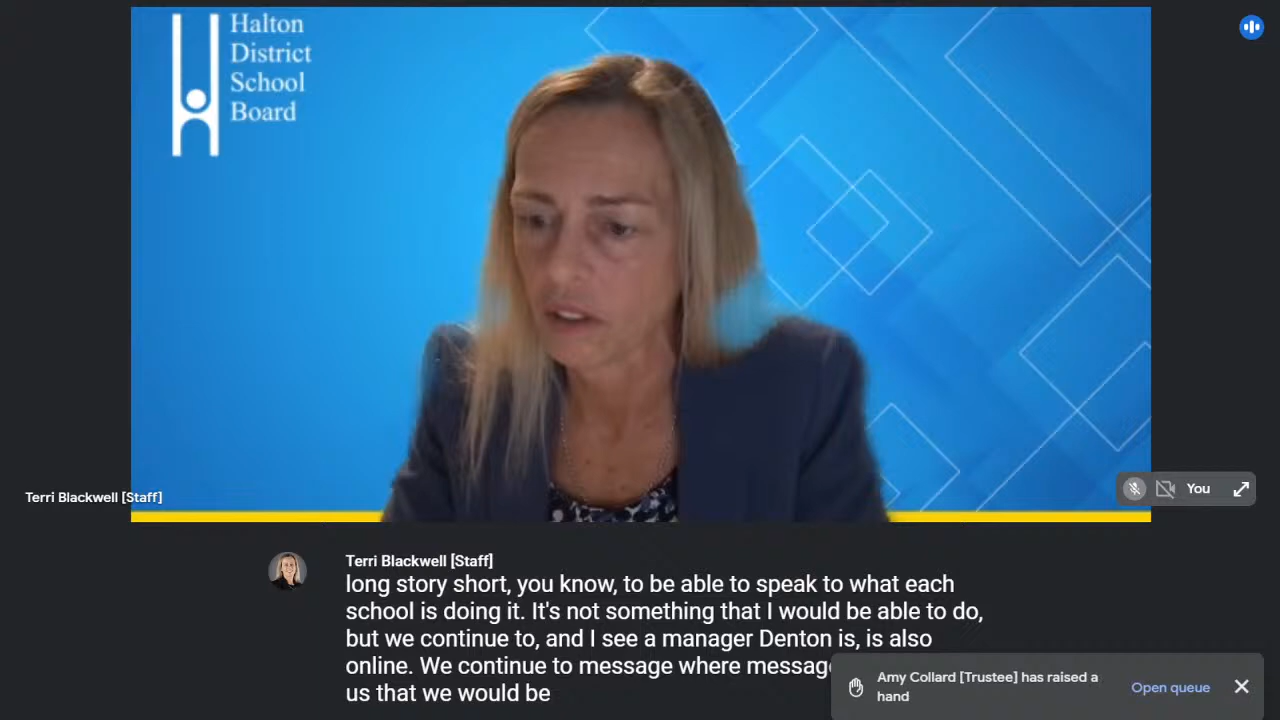 Halton
District
School
Board
Terri Blackwell [Staff]
You
Terri Blackwell [Staff]
long story short, you know, to be able to speak to what each
school is doing it. It's not something that I would be able to do,
but we continue to, and I see a manager Denton is, is also
online. We continue to message where
us that we would be
Amy Collard [Trustee] has raised a
hand
Open queue